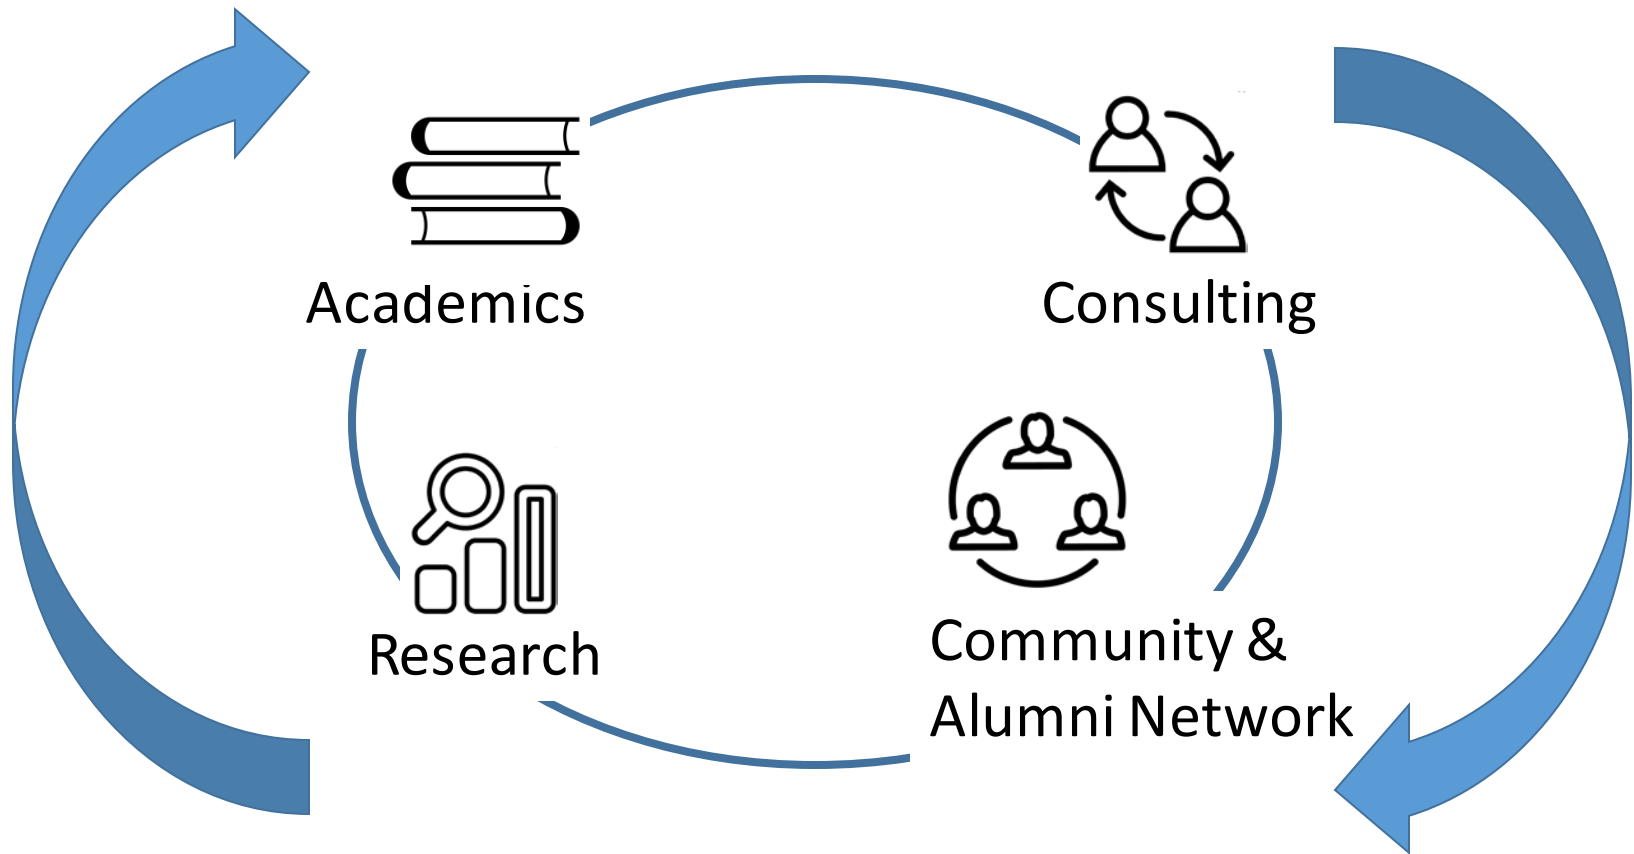 Academics
Consulting
Research
Community &
Alumni Network